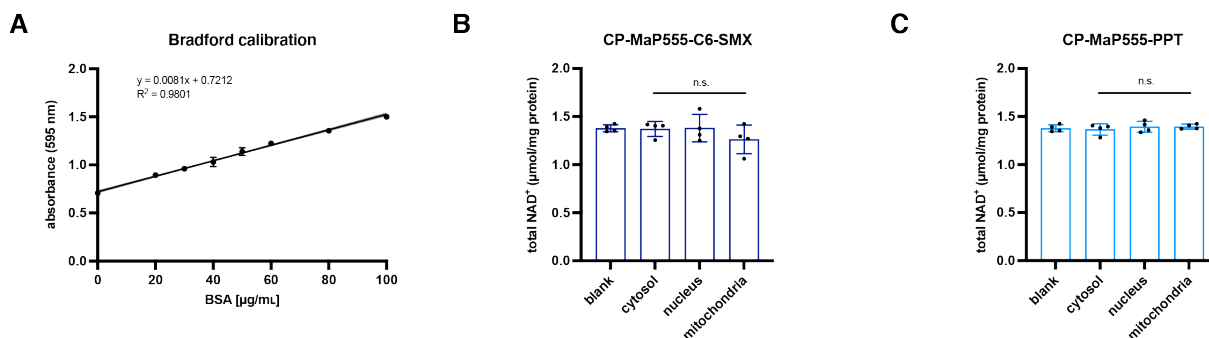 A
Bradford calibration
y = 0.0081x + 0.7212
R² = 0.9801
absorbance (595 nm)
2.0
1.5
1.0
0.5
0.0
0 20 40 60 80 100
BSA [µg/mL]
B
CP-MaP555-C6-SMX
n.s.
total NAD⁺ (µmol/mg protein)
2.0
1.5
1.0
0.5
0.0
blank
cytosol
nucleus
mitochondria
C
CP-MaP555-PPT
n.s.
total NAD⁺ (µmol/mg protein)
2.0
1.5
1.0
0.5
0.0
blank
cytosol
nucleus
mitochondria